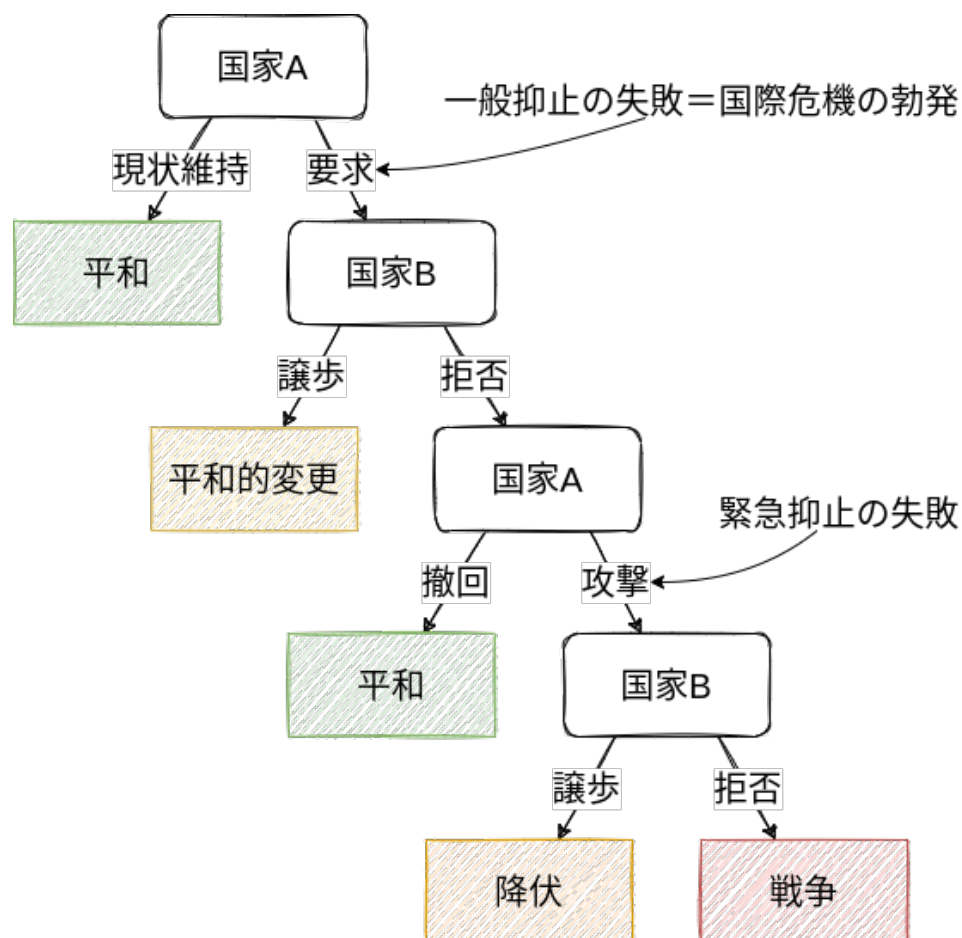 国家A
一般抑止の失敗＝国際危機の勃発
現状維持
要求
平和
国家B
譲歩
拒否
平和的変更
国家A
緊急抑止の失敗
撤回
攻撃
平和
国家B
譲歩
拒否
降伏
戦争